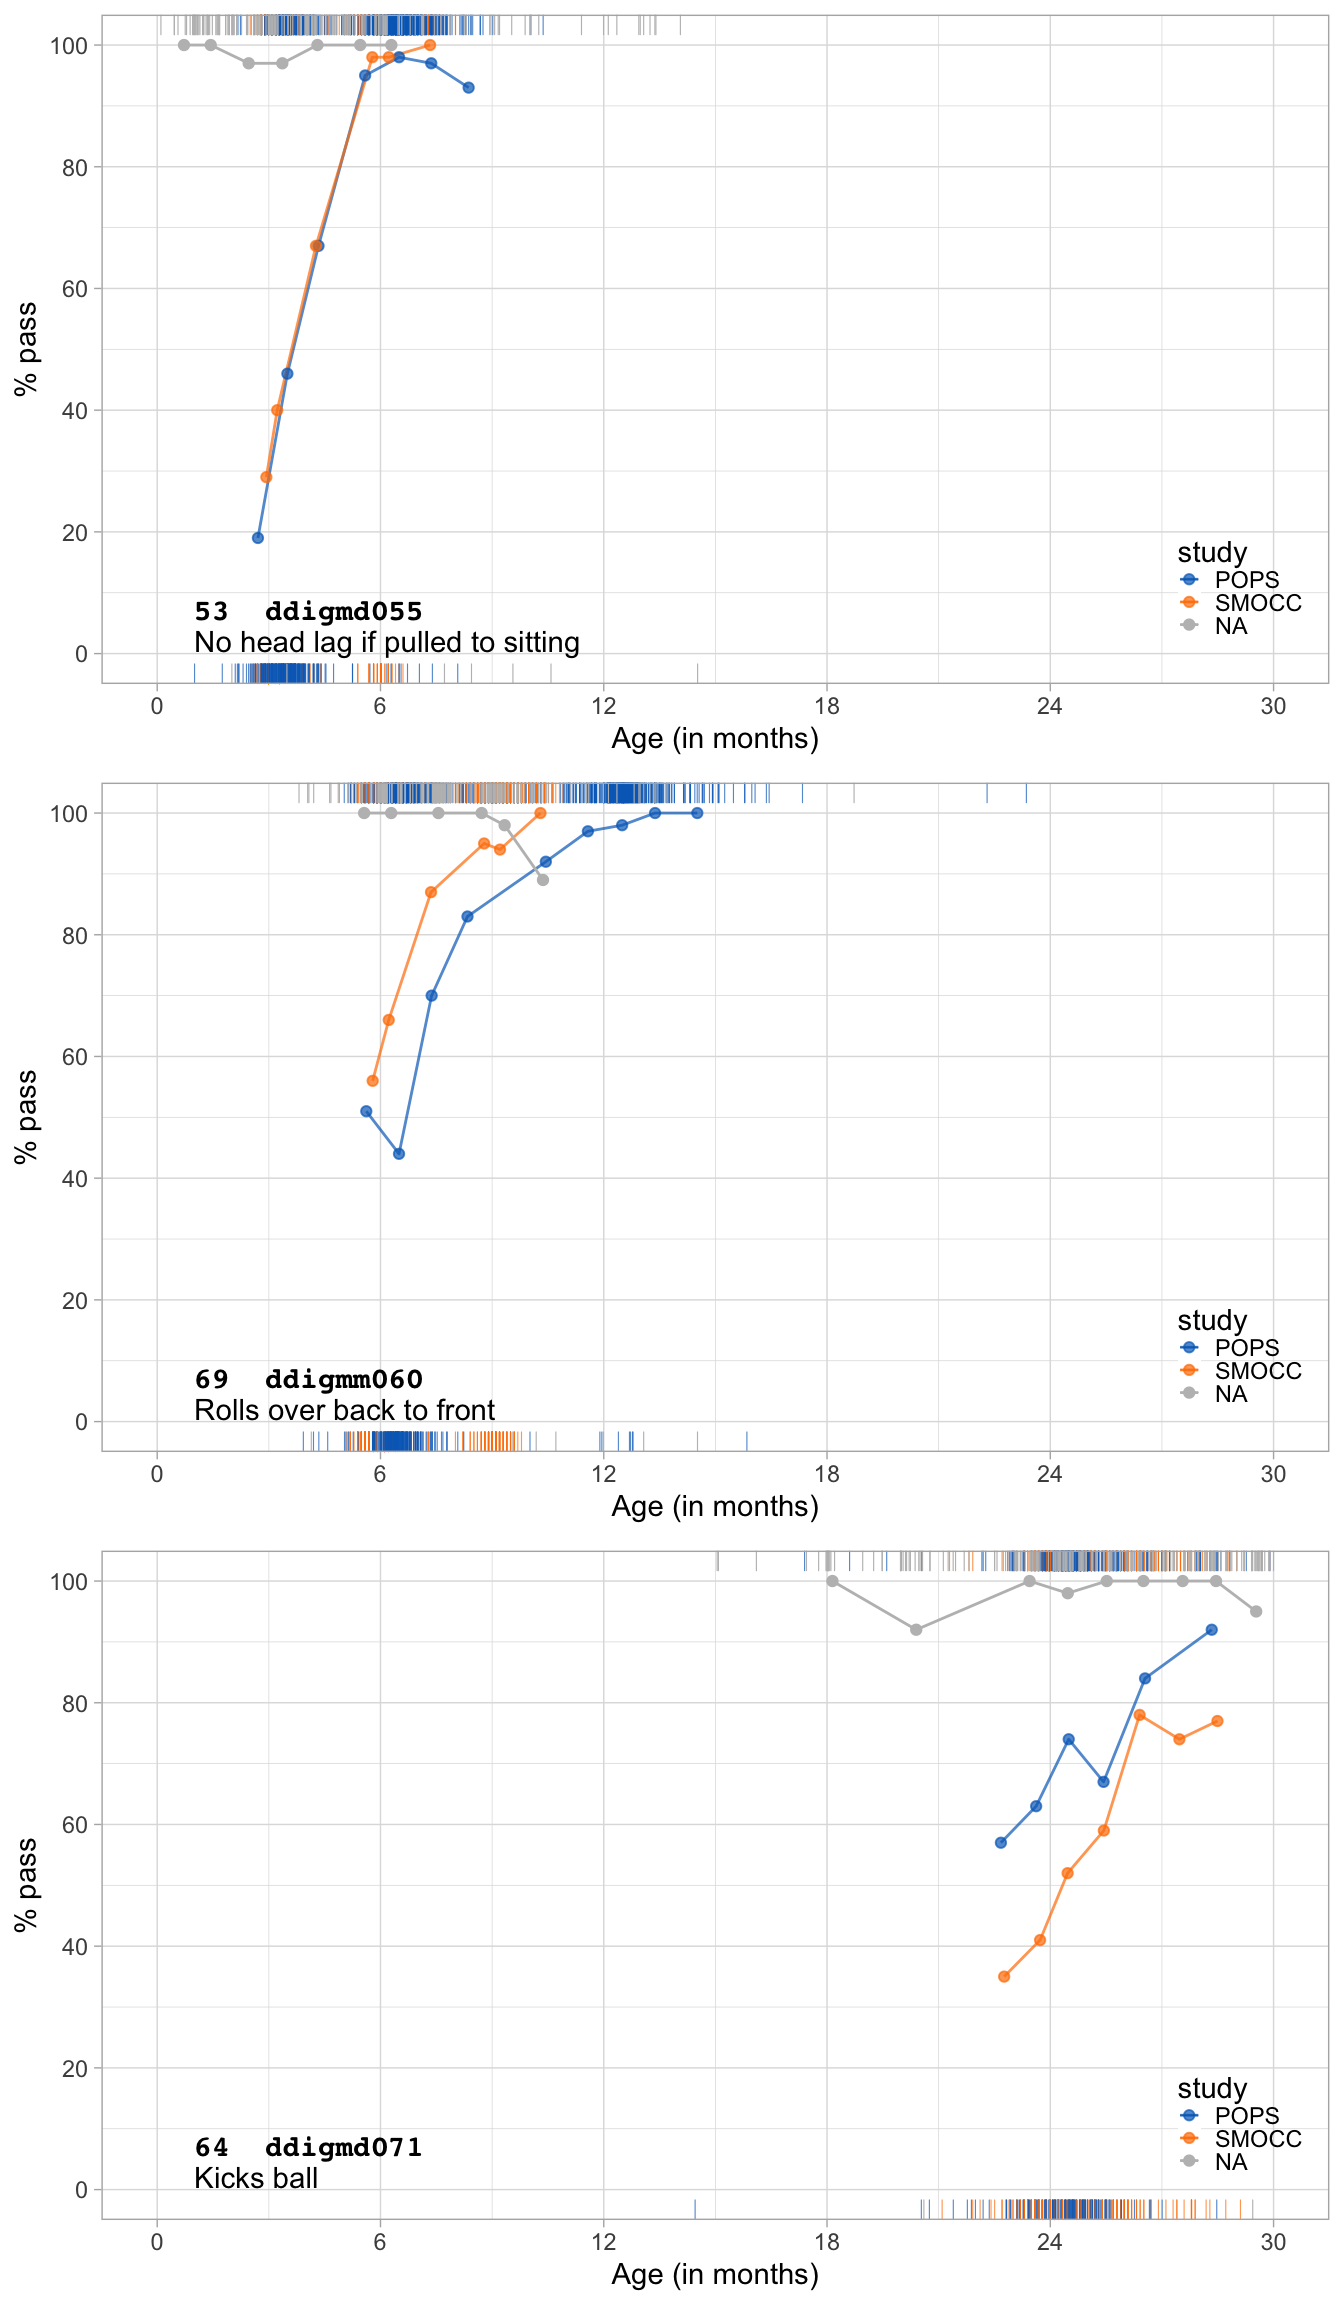 100
80
60
40
20
0
% pass
study
POPS
SMOCC
NA
53 ddigmd055
No head lag if pulled to sitting
0 6 12 18 24 30
Age (in months)
100
80
60
40
20
0
% pass
study
POPS
SMOCC
NA
69 ddigmm060
Rolls over back to front
0 6 12 18 24 30
Age (in months)
100
80
60
40
20
0
% pass
study
POPS
SMOCC
NA
64 ddigmd071
Kicks ball
0 6 12 18 24 30
Age (in months)